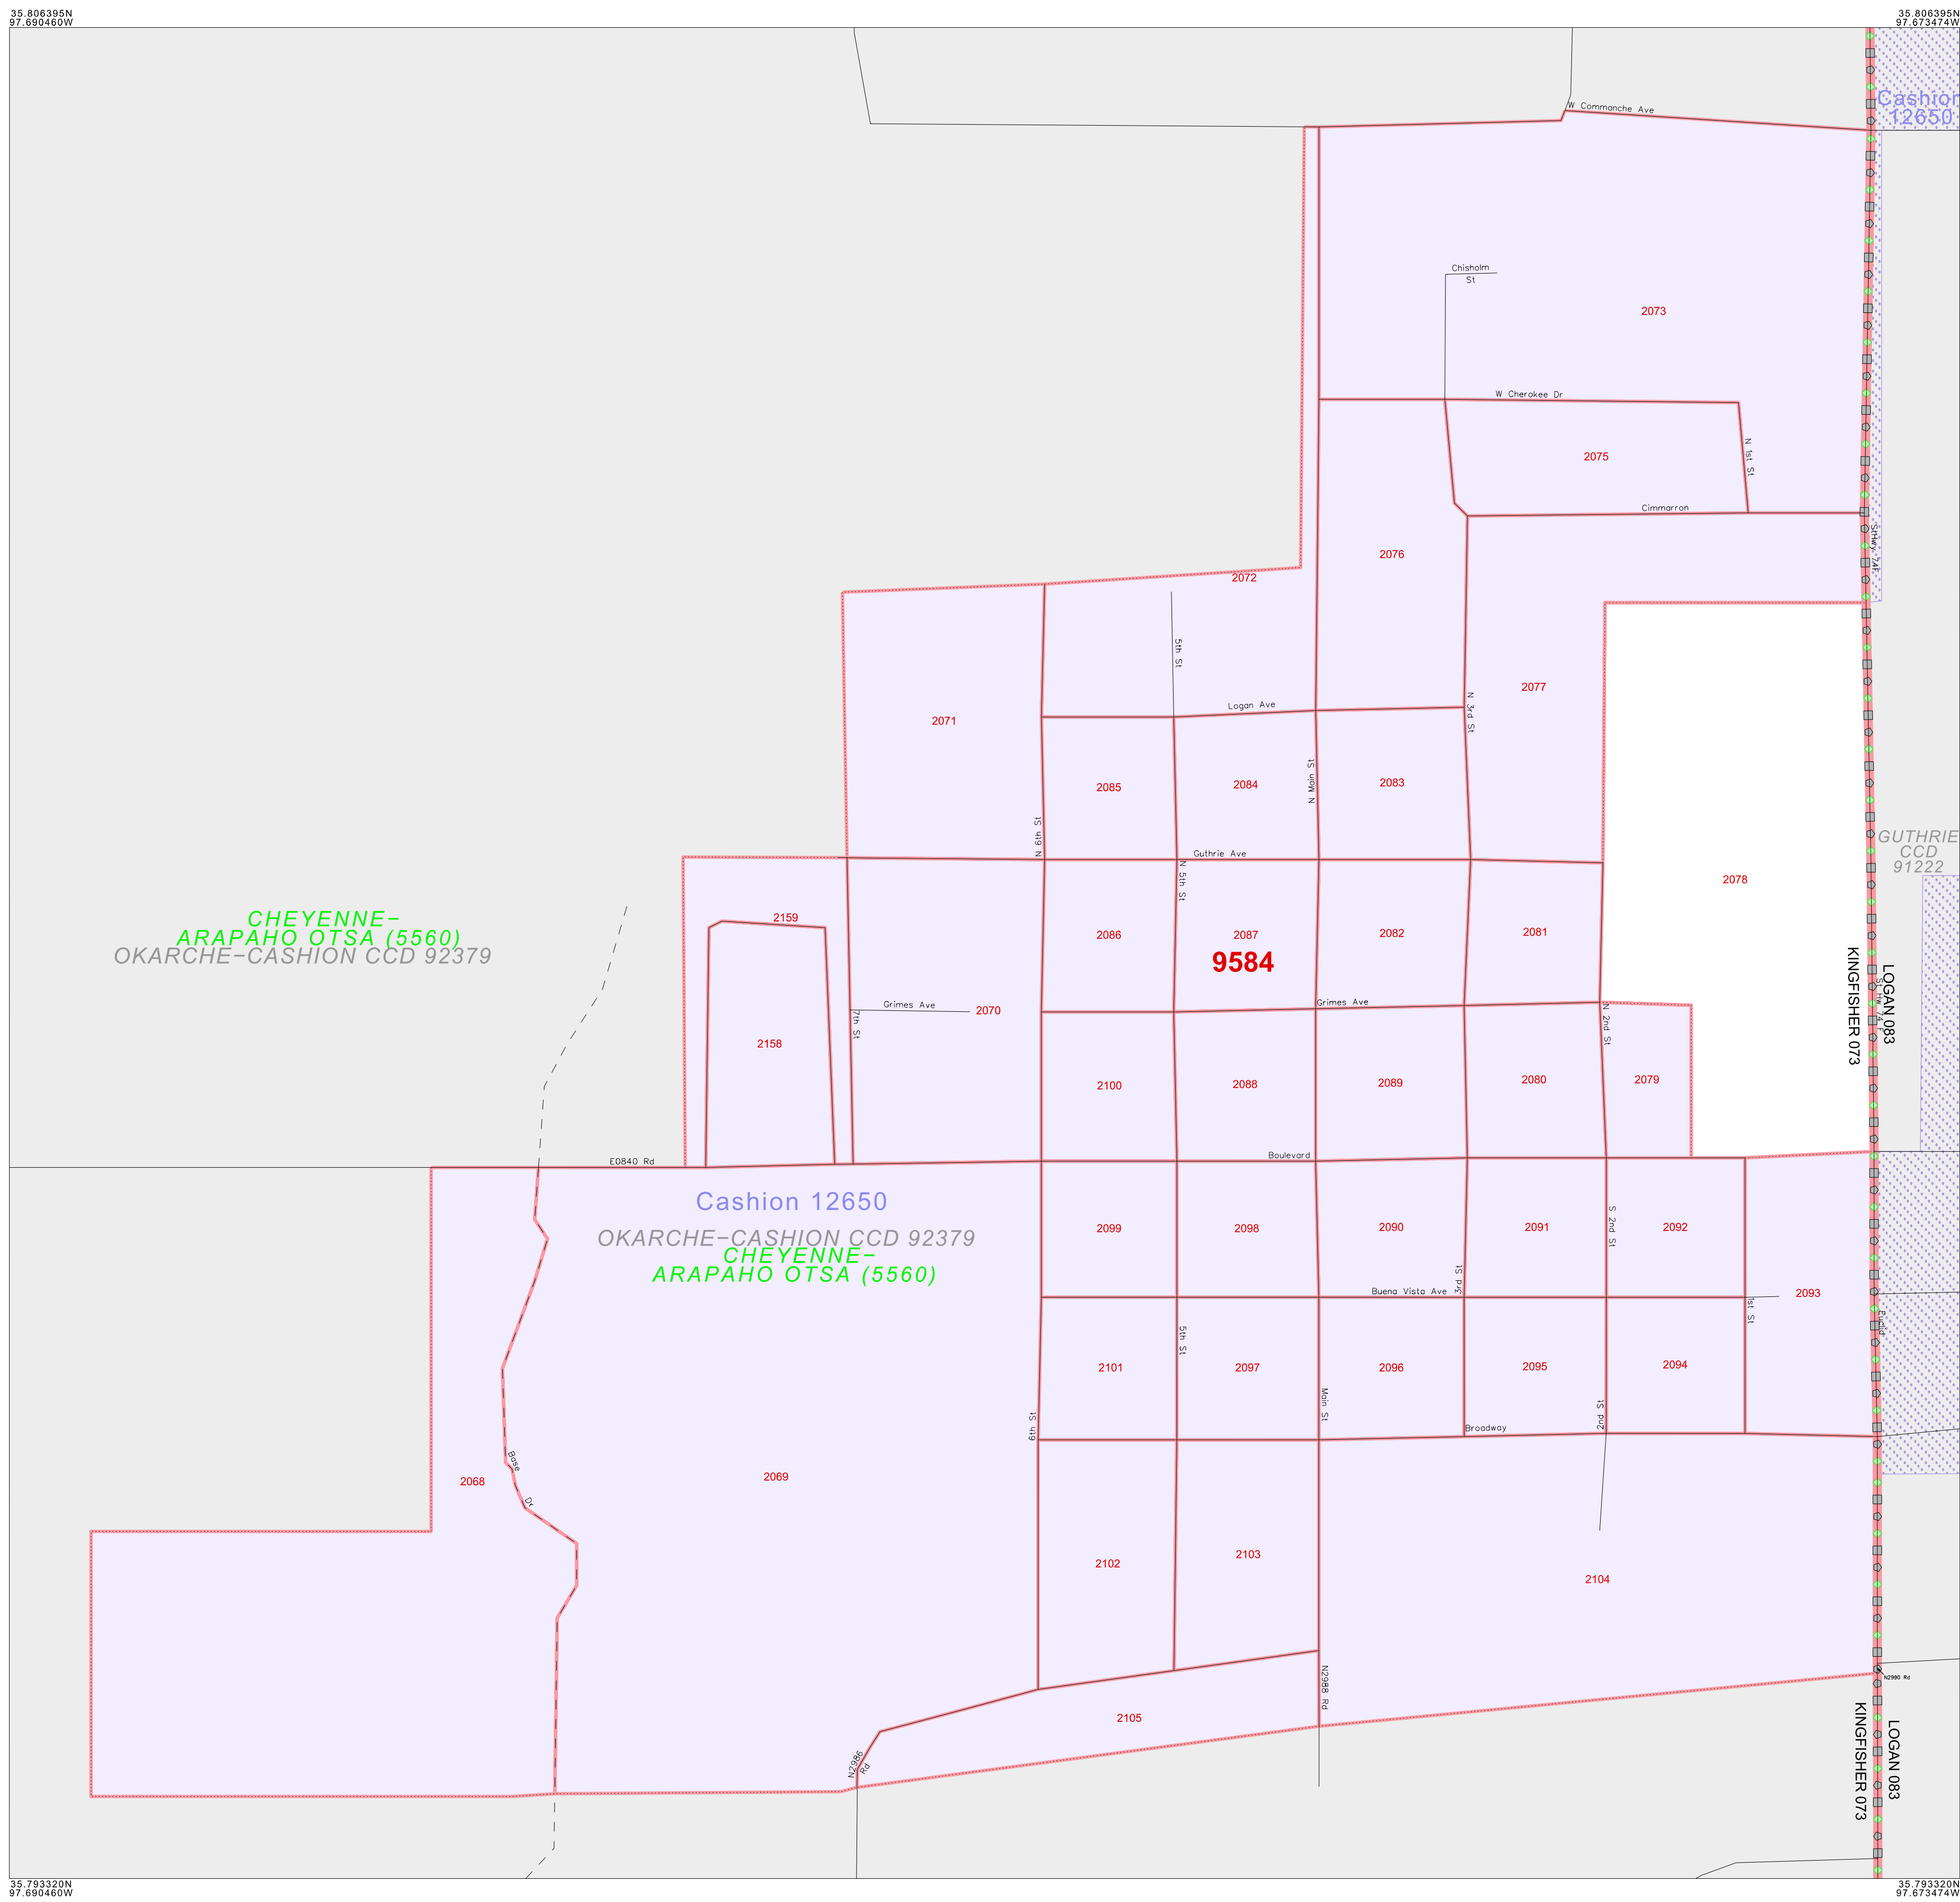 35.806395N
97.690460W
35.806395N
97.673474W
Cashion
12650
W Commanche Ave
Chisholm
St
2073
W Cherokee Dr
N 1st St
2075
Cimmarron
StHwy 74F
2076
2072
5th St
2077
N 3rd St
Logan Ave
2071
N Main St
2085
2084
2083
N 6th St
GUTHRIE
CCD
91222
Guthrie Ave
N 5th St
2078
CHEYENNE-
ARAPAHO OTSA (5560)
OKARCHE-CASHION CCD 92379
2159
2086
2087
2082
2081
9584
KINGFISHER 073
LOGAN 083
St Hwy 74 F
Grimes Ave
2070
Grimes Ave
7th St
N 2nd St
2158
2100
2088
2089
2080
2079
E0840 Rd
Boulevard
Cashion 12650
OKARCHE-CASHION CCD 92379
CHEYENNE-
ARAPAHO OTSA (5560)
2099
2098
2090
2091
S 2nd St
2092
3rd St
Buena Vista Ave
2093
1st St
Euclid
5th St
2101
2097
2096
2095
2094
Main St
2nd St
6th St
Broadway
Base
Dr
2068
2069
2102
2103
2104
N2988 Rd
N2990 Rd
2105
N2986
Rd
KINGFISHER 073
LOGAN 083
35.793320N
97.690460W
35.793320N
97.673474W